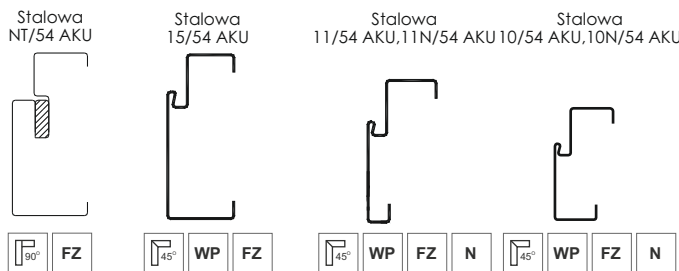 Stalowa
NT/54 AKU
Stalowa
15/54 AKU
Stalowa
11/54 AKU,11N/54 AKU
Stalowa
10/54 AKU,10N/54 AKU
90° FZ
45° WP FZ
45° WP FZ N
45° WP FZ N